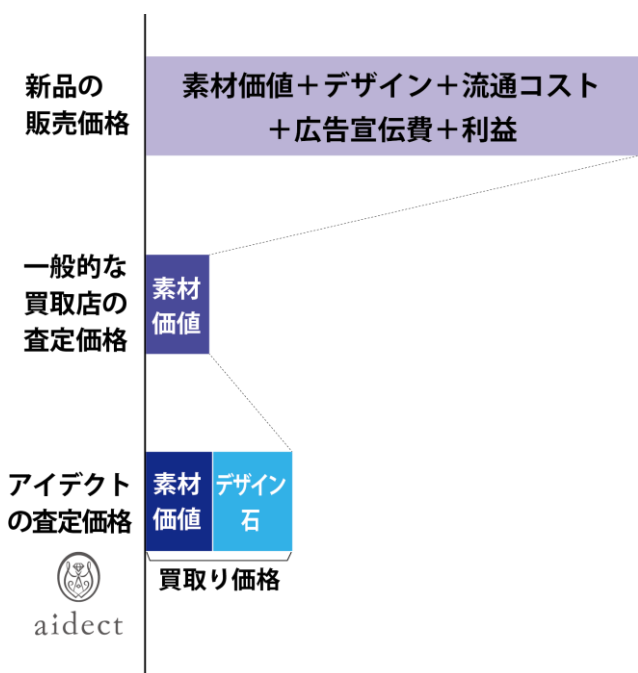 新品の
販売価格
素材価値＋デザイン＋流通コスト
＋広告宣伝費＋利益
一般的な
買取店の
査定価格
素材
価値
アイデクト
の査定価格
素材
価値
デザイン
石
買取り価格
aidect